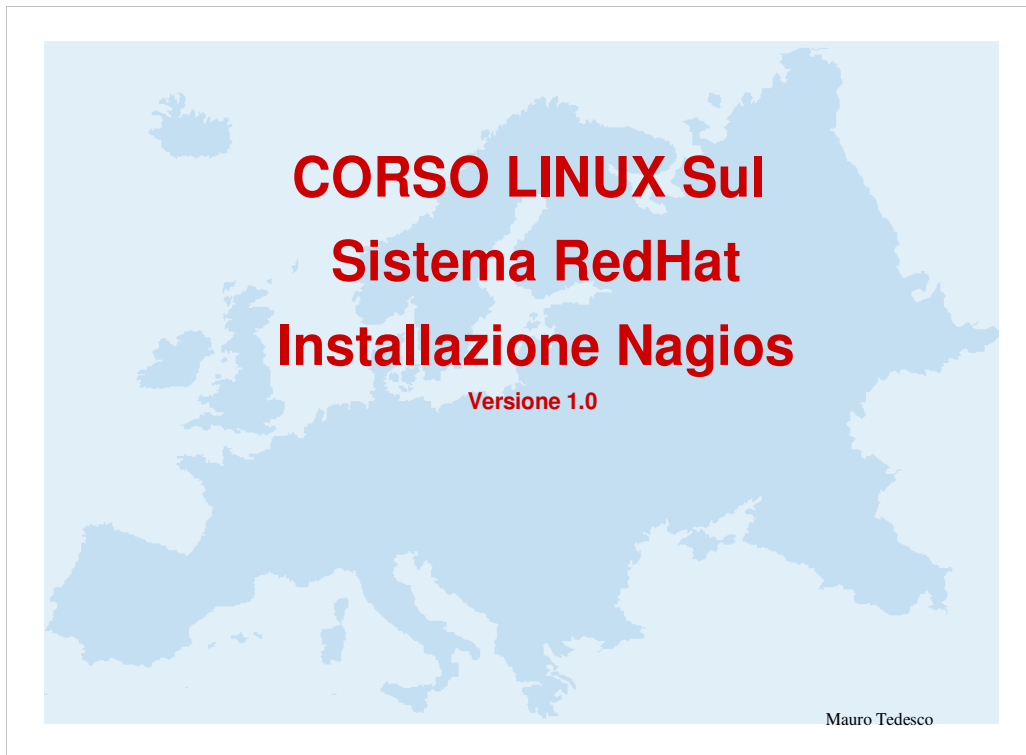 CORSO LINUX Sul
Sistema RedHat
Installazione Nagios
Versione 1.0
Mauro Tedesco